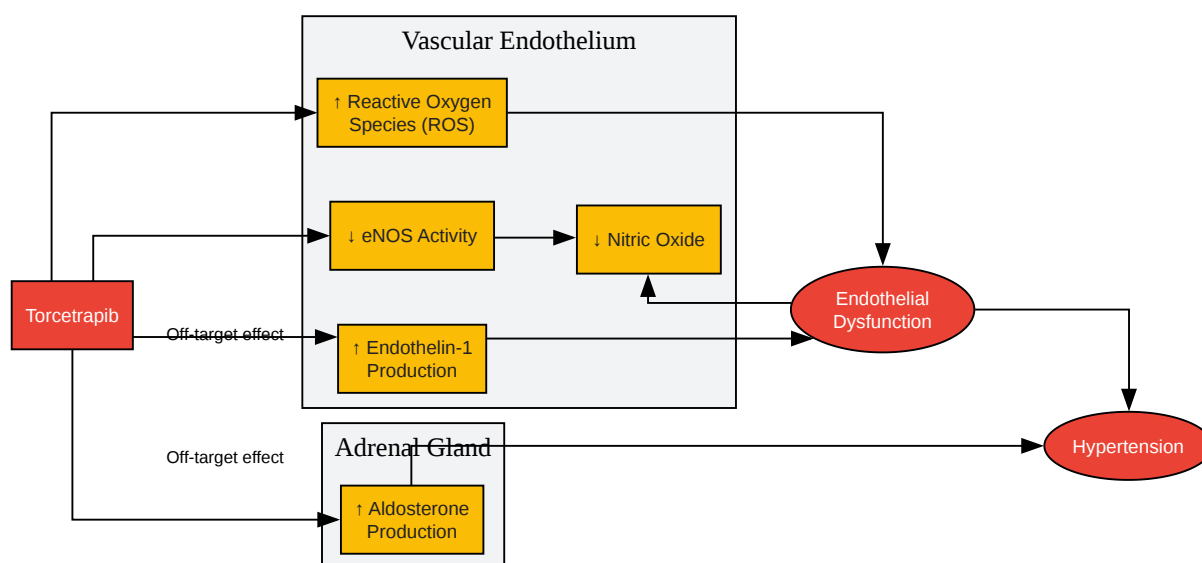 Vascular Endothelium
↑ Reactive Oxygen
Species (ROS)
↓ eNOS Activity
↓ Nitric Oxide
Torcetrapib
Off-target effect
↑ Endothelin-1
Production
Endothelial
Dysfunction
Off-target effect
Adrenal Gland
↑ Aldosterone
Production
Hypertension